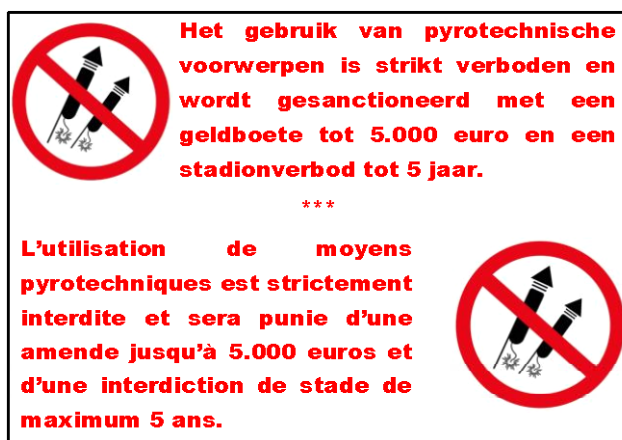 Het gebruik van pyrotechnische
voorwerpen is strikt verboden en
wordt gesanctioneerd met een
geldboete tot 5.000 euro en een
stadionverbod tot 5 jaar.
***
L’utilisation de moyens
pyrotechniques est strictement
interdite et sera punie d’une
amende jusqu’à 5.000 euros et
d’une interdiction de stade de
maximum 5 ans.